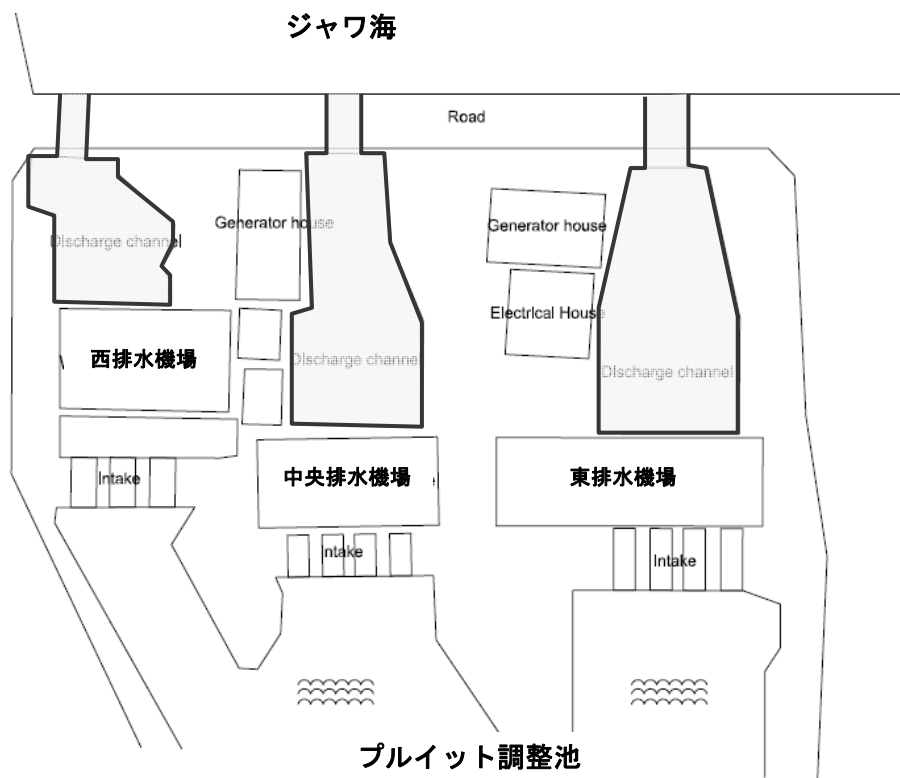 ジャワ海
Road
Generator house
Generator house
Discharge channel
Electrical House
西排水機場
Discharge channel
Discharge channel
Intake
中央排水機場
東排水機場
Intake
Intake
プルイット調整池